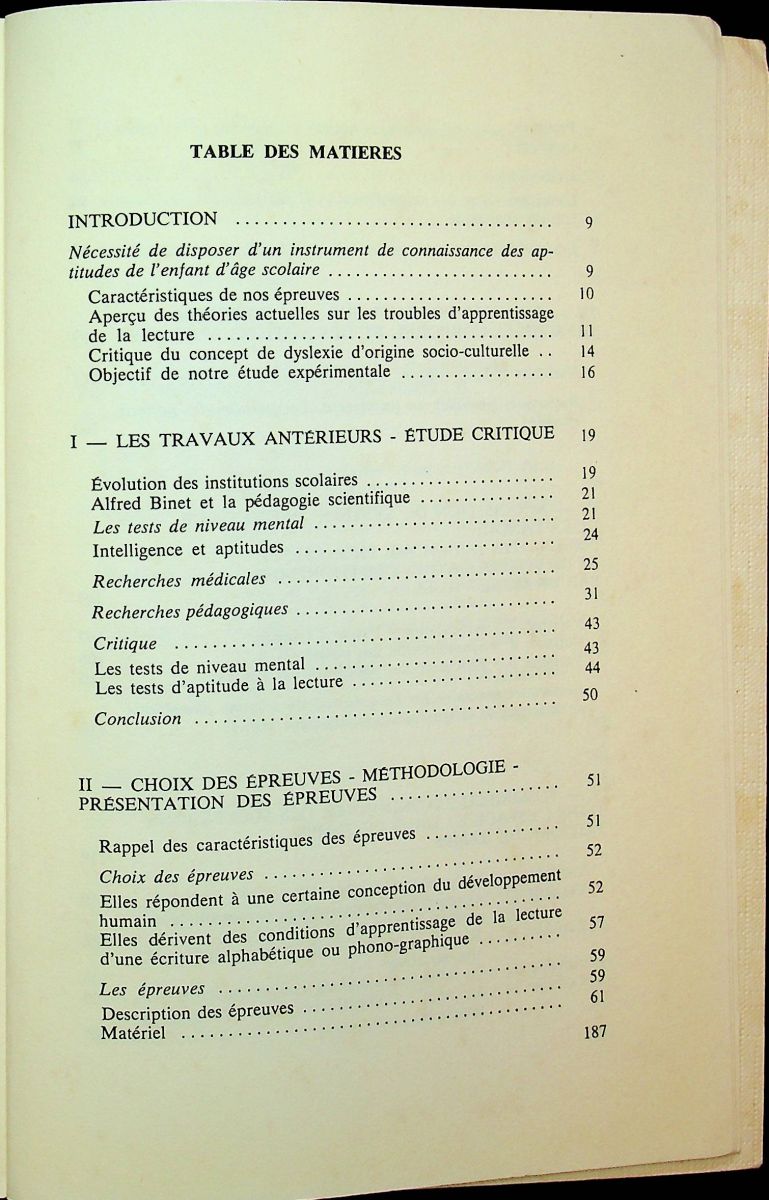 TABLE DES MATIERES
INTRODUCTION .................................. 9
Nécessité de disposer d'un instrument de connaissance des ap-
titudes de l'enfant d'âge scolaire ........................ 9
Caractéristiques de nos épreuves ...................... 10
Aperçu des théories actuelles sur les troubles d'apprentissage
de la lecture ..................................... 11
Critique du concept de dyslexie d'origine socio-culturelle .. 14
Objectif de notre étude expérimentale ................. 16
I — LES TRAVAUX ANTÉRIEURS - ÉTUDE CRITIQUE 19
Évolution des institutions scolaires .................... 19
Alfred Binet et la pédagogie scientifique ............... 21
Les tests de niveau mental .......................... 21
Intelligence et aptitudes ............................ 24
Recherches médicales .............................. 25
Recherches pédagogiques ............................ 31
Critique ......................................... 43
Les tests de niveau mental .......................... 43
Les tests d'aptitude à la lecture ...................... 44
Conclusion ....................................... 50
II — CHOIX DES ÉPREUVES - MÉTHODOLOGIE -
PRÉSENTATION DES ÉPREUVES .................. 51
Rappel des caractéristiques des épreuves ............... 51
Choix des épreuves ................................ 52
Elles répondent à une certaine conception du développement
humain .......................................... 52
Elles dérivent des conditions d'apprentissage de la lecture
d'une écriture alphabétique ou phono-graphique .......... 57
Les épreuves ..................................... 59
Description des épreuves ............................ 59
Matériel ......................................... 61
187